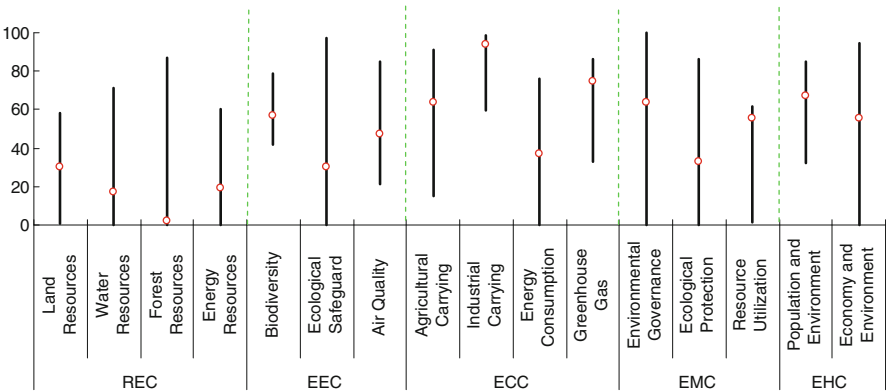 100
80
60
40
20
0
Land
Resources
Water
Resources
Forest
Resources
Energy
Resources
Biodiversity
Ecological
Safeguard
Air Quality
Agricultural
Carrying
Industrial
Carrying
Energy
Consumption
Greenhouse
Gas
Environmental
Governance
Ecological
Protection
Resource
Utilization
Population and
Environment
Economy and
Environment
REC
EEC
ECC
EMC
EHC